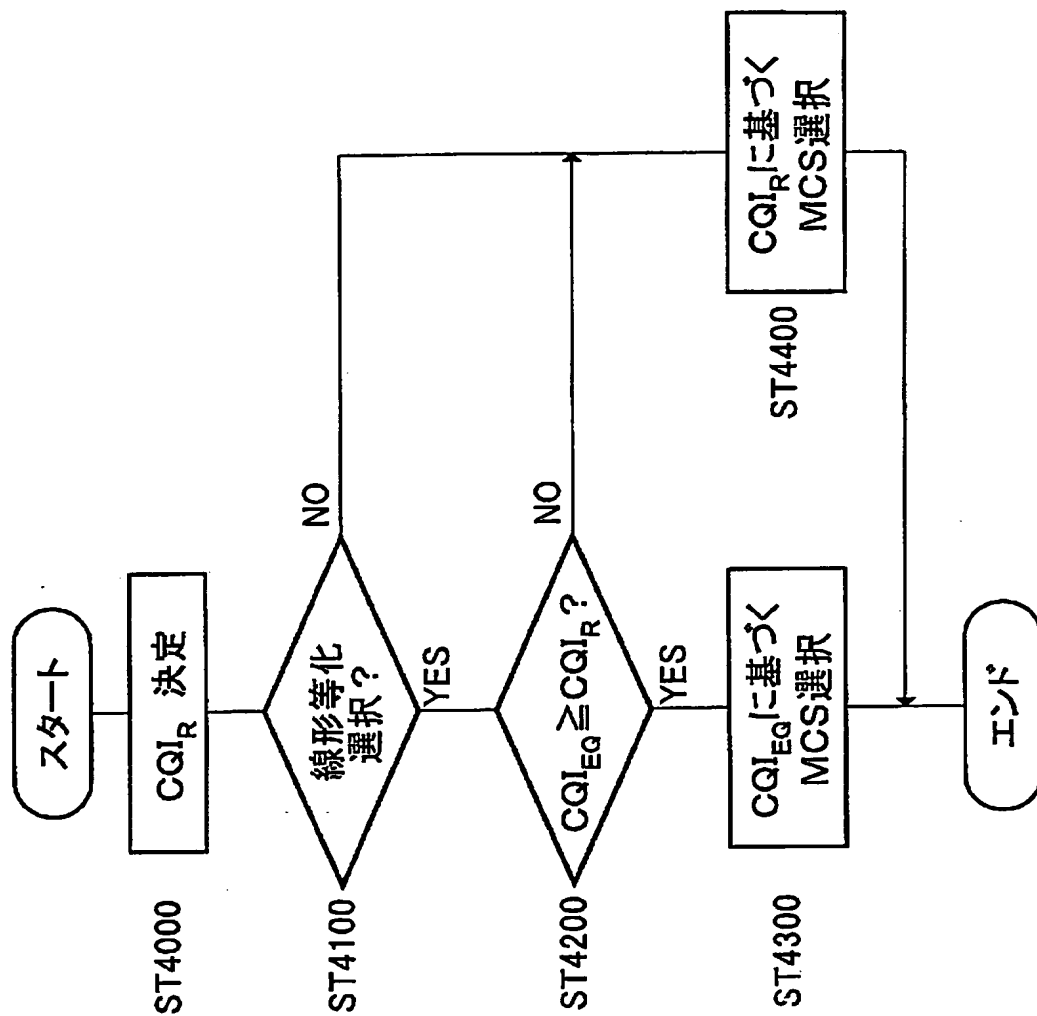 スタート
ST4000
CQI_R 決定
ST4100
線形等化
選択？
NO
YES
ST4200
CQI_EQ≧CQI_R？
NO
YES
ST4300
CQI_EQに基づく
MCS選択
ST4400
CQI_Rに基づく
MCS選択
エンド